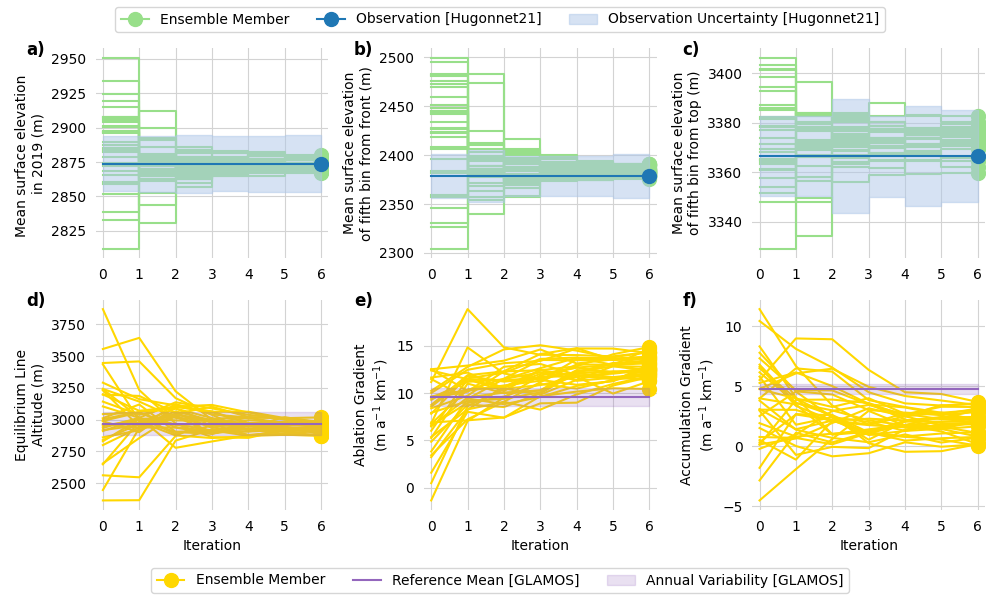 Ensemble Member Observation [Hugonnet21] Observation Uncertainty [Hugonnet21]
a)
Mean surface elevation
in 2019 (m)
2950
2925
2900
2875
2850
2825
0 1 2 3 4 5 6
b)
Mean surface elevation
of fifth bin from front (m)
2500
2450
2400
2350
2300
0 1 2 3 4 5 6
c)
Mean surface elevation
of fifth bin from top (m)
3400
3380
3360
3340
0 1 2 3 4 5 6
d)
Equilibrium Line
Altitude (m)
3750
3500
3250
3000
2750
2500
0 1 2 3 4 5 6
Iteration
e)
Ablation Gradient
(m a⁻¹ km⁻¹)
15
10
5
0
0 1 2 3 4 5 6
Iteration
f)
Accumulation Gradient
(m a⁻¹ km⁻¹)
10
5
0
−5
0 1 2 3 4 5 6
Iteration
Ensemble Member Reference Mean [GLAMOS] Annual Variability [GLAMOS]